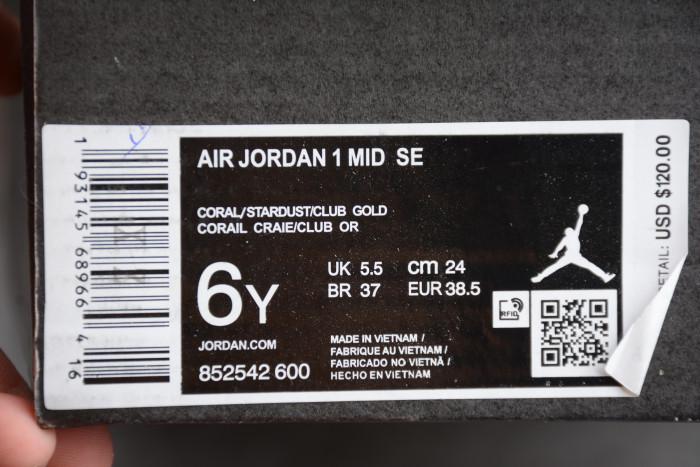 1 93145 68966 4 16
AIR JORDAN 1 MID SE
CORAL/STARDUST/CLUB GOLD
CORAIL CRAIE/CLUB OR
6Y
UK 5.5 cm 24
BR 37 EUR 38.5
JORDAN.COM
852542 600
MADE IN VIETNAM /
FABRIQUE AU VIETNAM /
FABRICADO NO VIETNÃ /
HECHO EN VIETNAM
RFID
ETAIL: USD $120.00